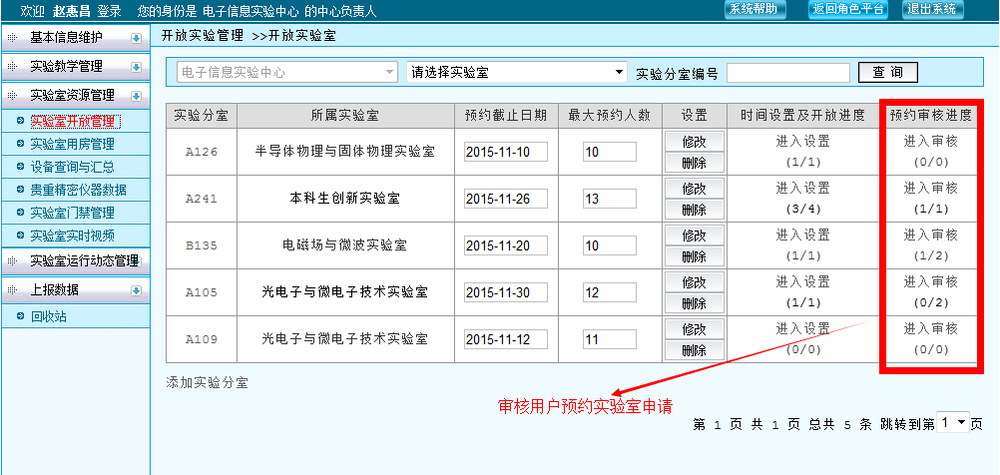 欢迎 赵惠昌 登录 您的身份是 电子信息实验中心 的中心负责人 系统帮助 返回角色平台 退出系统
基本信息维护
实验教学管理
实验室资源管理
实验室开放管理
实验室用房管理
设备查询与汇总
贵重精密仪器数据
实验室门禁管理
实验室实时视频
实验室运行动态管理
上报数据
回收站
开放实验管理 >>开放实验室
电子信息实验中心 请选择实验室 实验分室编号 查 询
实验分室 所属实验室 预约截止日期 最大预约人数 设置 时间设置及开放进度 预约审核进度
A126 半导体物理与固体物理实验室 2015-11-10 10 修改 删除 进入设置 (1/1) 进入审核 (0/0)
A241 本科生创新实验室 2015-11-26 13 修改 删除 进入设置 (3/4) 进入审核 (1/1)
B135 电磁场与微波实验室 2015-11-20 10 修改 删除 进入设置 (1/1) 进入审核 (1/2)
A105 光电子与微电子技术实验室 2015-11-30 12 修改 删除 进入设置 (1/1) 进入审核 (0/2)
A109 光电子与微电子技术实验室 2015-11-12 11 修改 删除 进入设置 (0/0) 进入审核 (0/0)
添加实验分室
审核用户预约实验室申请
第 1 页 共 1 页 总共 5 条 跳转到第 1 页